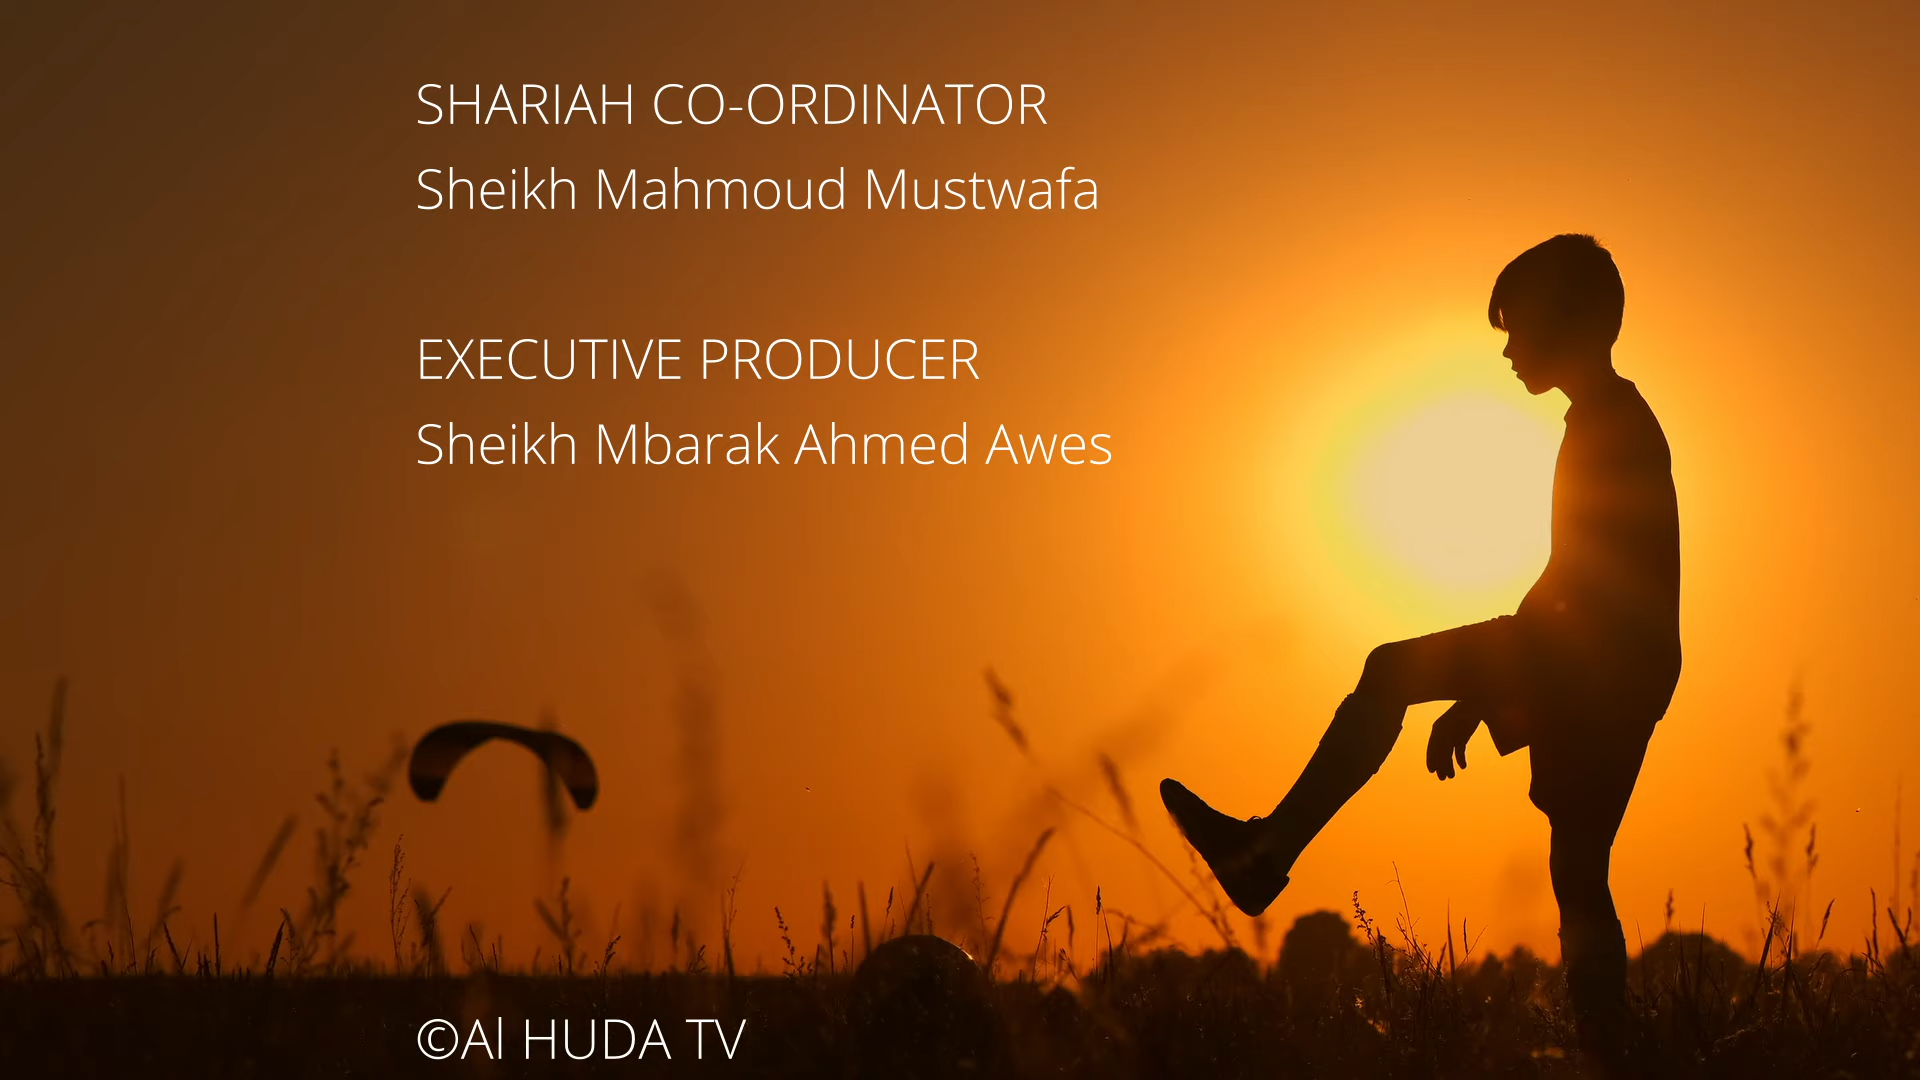 SHARIAH CO-ORDINATOR
Sheikh Mahmoud Mustwafa
EXECUTIVE PRODUCER
Sheikh Mbarak Ahmed Awes
©Al HUDA TV